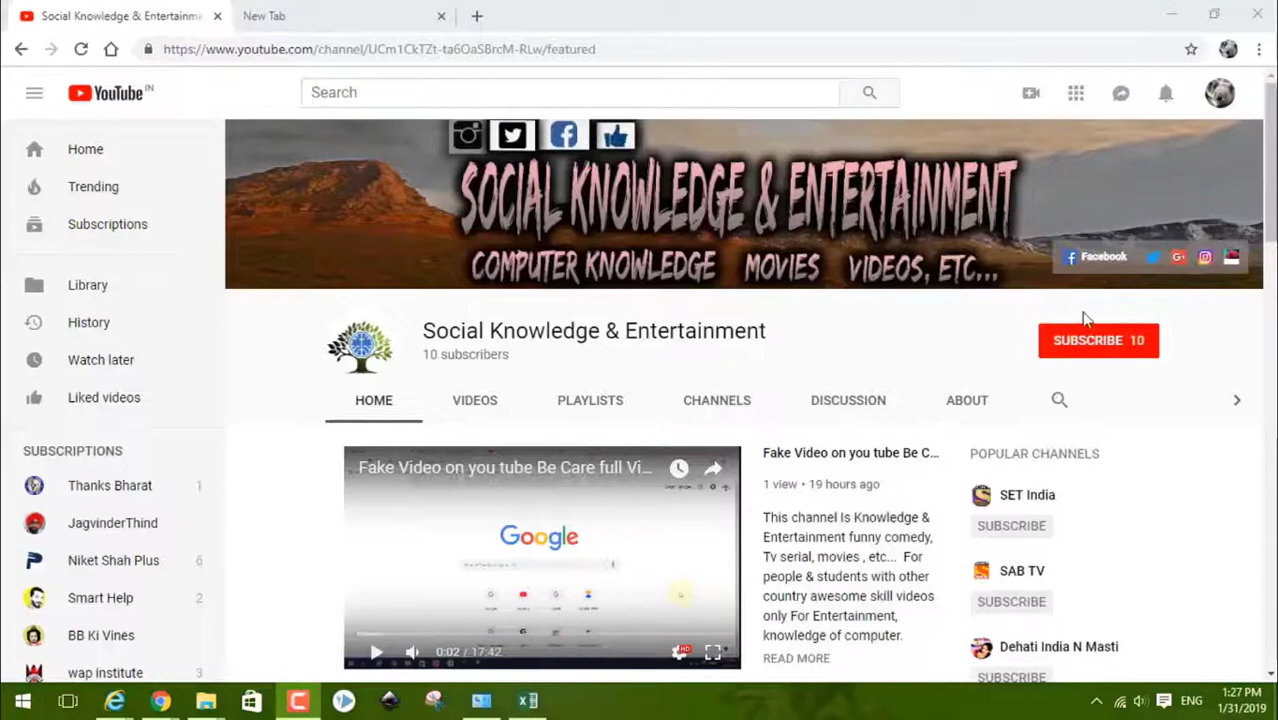 Social Knowledge & Entertainme
New Tab
https://www.youtube.com/channel/UCm1CkTZt-ta6OaSBrcM-RLw/featured
YouTube IN
Search
Home
Trending
Subscriptions
Library
History
Watch later
Liked videos
SUBSCRIPTIONS
Thanks Bharat 1
JagvinderThind
Niket Shah Plus 6
Smart Help 2
BB Ki Vines
wap institute 3
SOCIAL KNOWLEDGE & ENTERTAINMENT
COMPUTER KNOWLEDGE MOVIES VIDEOS, ETC...
Facebook
Social Knowledge & Entertainment
10 subscribers
SUBSCRIBE 10
HOME VIDEOS PLAYLISTS CHANNELS DISCUSSION ABOUT
Fake Video on you tube Be Care full Vi...
Google
0:02 / 17:42
HD
Fake Video on you tube Be C...
1 view • 19 hours ago
This channel Is Knowledge &
Entertainment funny comedy,
Tv serial, movies , etc... For
people & students with other
country awesome skill videos
only For Entertainment,
knowledge of computer.
READ MORE
POPULAR CHANNELS
SET India
SUBSCRIBE
SAB TV
SUBSCRIBE
Dehati India N Masti
SUBSCRIBE
ENG
1:27 PM
1/31/2019